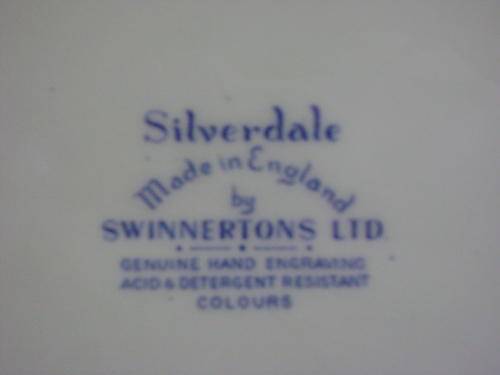 Silverdale
Made in England
by
SWINNERTONS LTD.
GENUINE HAND ENGRAVING
ACID & DETERGENT RESISTANT
COLOURS